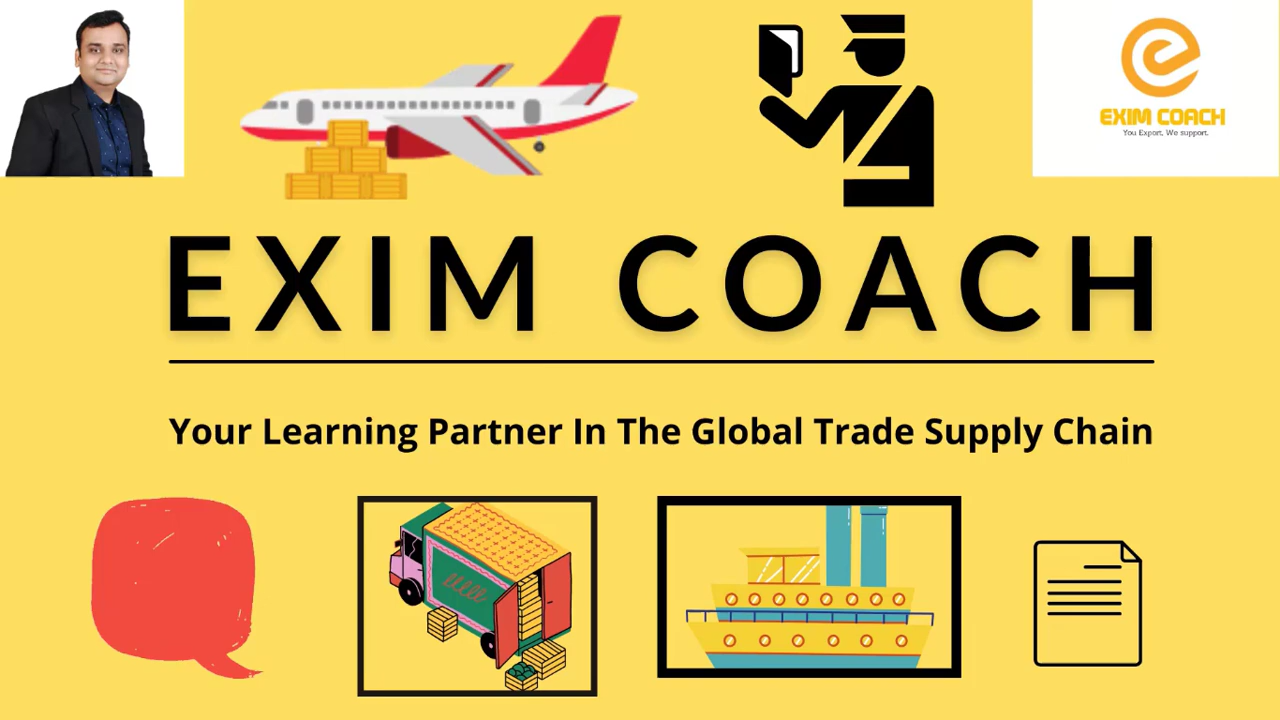 EXIM COACH
You Export, We support.
EXIM COACH
Your Learning Partner In The Global Trade Supply Chain